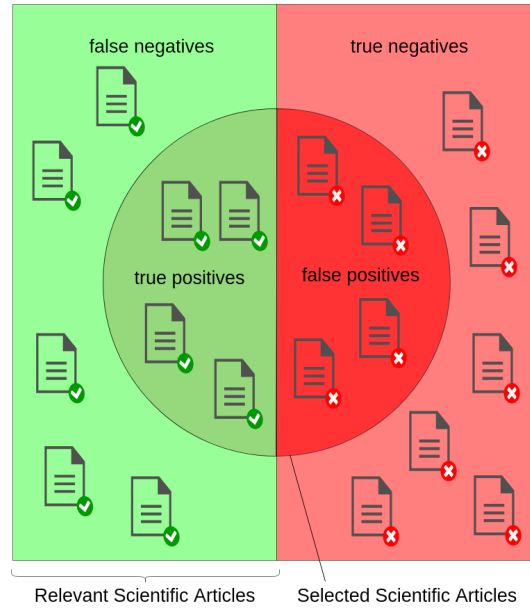 false negatives
true negatives
true positives
false positives
Relevant Scientific Articles
Selected Scientific Articles